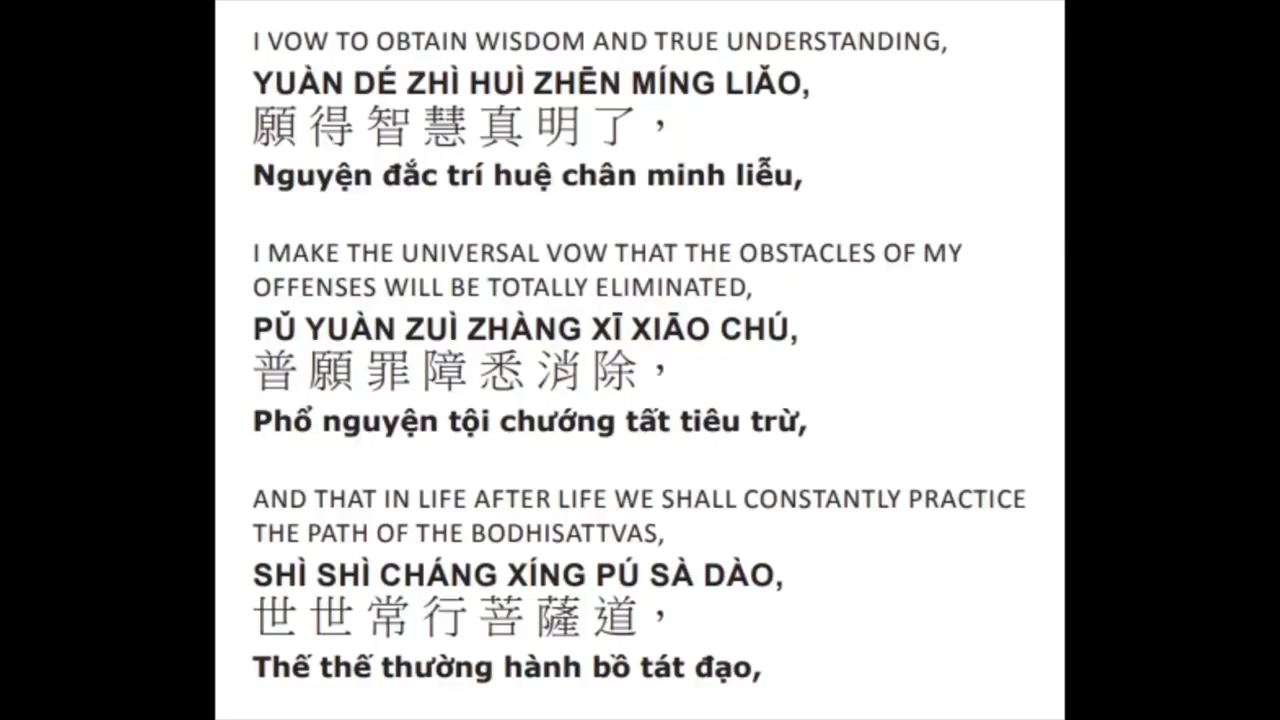 I VOW TO OBTAIN WISDOM AND TRUE UNDERSTANDING,
YUÀN DÉ ZHÌ HUÌ ZHĒN MÍNG LIǍO,
願得智慧真明了，
Nguyện đắc trí huệ chân minh liễu,
I MAKE THE UNIVERSAL VOW THAT THE OBSTACLES OF MY
OFFENSES WILL BE TOTALLY ELIMINATED,
PǓ YUÀN ZUÌ ZHÀNG XĪ XIĀO CHÚ,
普願罪障悉消除，
Phổ nguyện tội chướng tất tiêu trừ,
AND THAT IN LIFE AFTER LIFE WE SHALL CONSTANTLY PRACTICE
THE PATH OF THE BODHISATTVAS,
SHÌ SHÌ CHÁNG XÍNG PÚ SÀ DÀO,
世世常行菩薩道，
Thế thế thường hành bồ tát đạo,